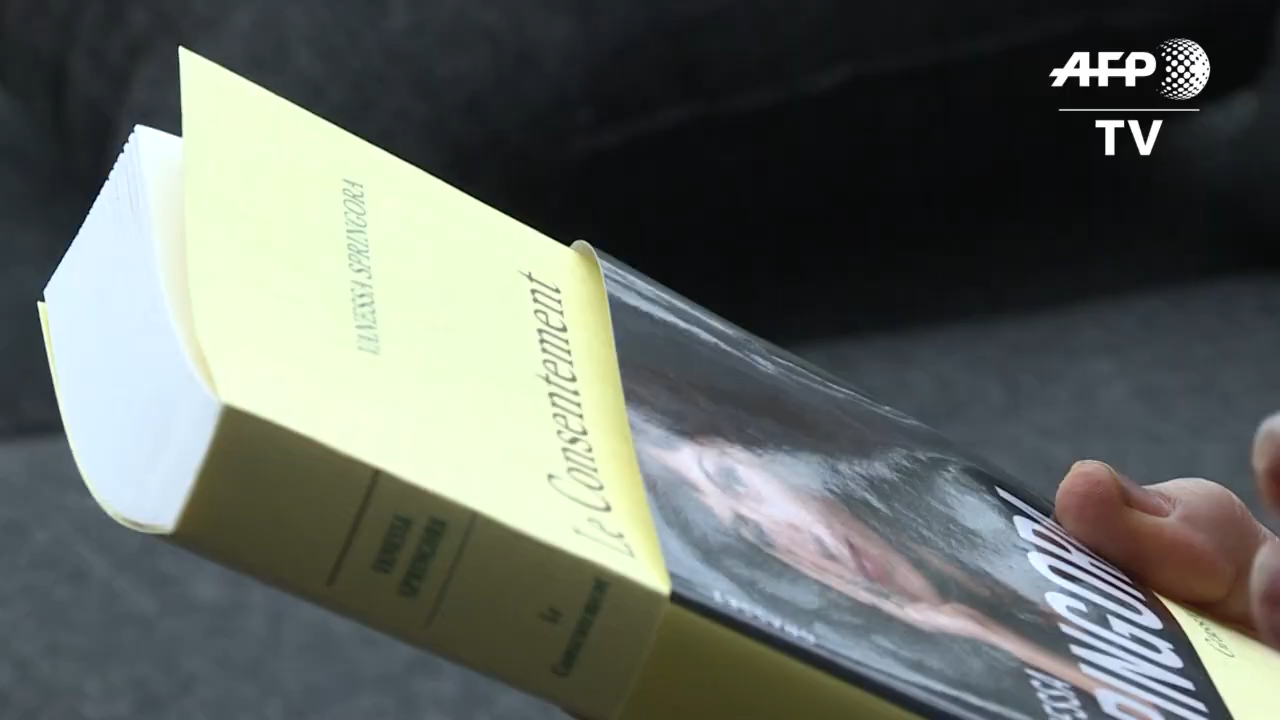 AFP
TV
VANESSA SPRINGORA
Le Consentement
VANESSA
SPRINGORA
Le
Consentement